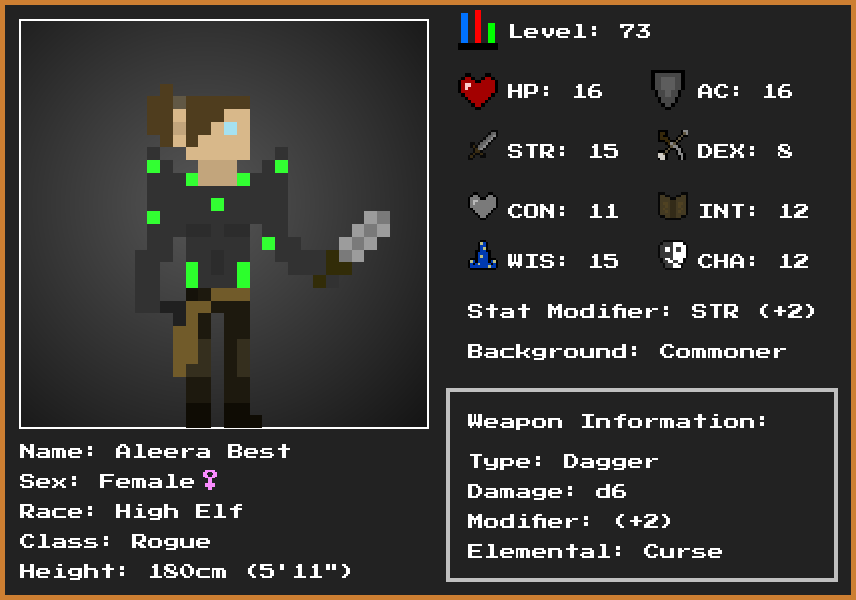 Level: 73
HP: 16
AC: 16
STR: 15
DEX: 8
CON: 11
INT: 12
WIS: 15
CHA: 12
Stat Modifier: STR (+2)
Background: Commoner
Weapon Information:
Type: Dagger
Damage: d6
Modifier: (+2)
Elemental: Curse
Name: Aleera Best
Sex: Female♀
Race: High Elf
Class: Rogue
Height: 180cm (5'11")